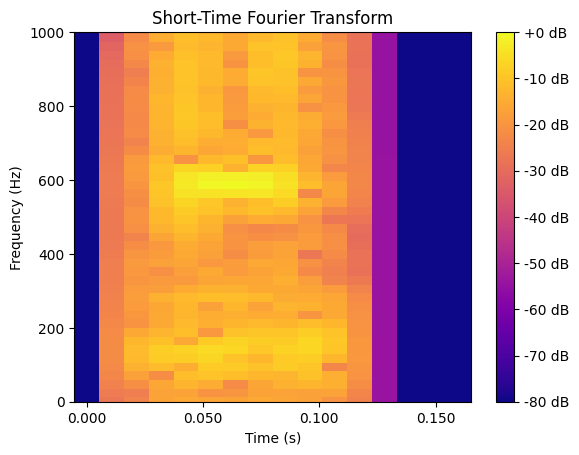 Short-Time Fourier Transform
1000
800
600
400
200
0
Frequency (Hz)
0.000
0.050
0.100
0.150
Time (s)
+0 dB
-10 dB
-20 dB
-30 dB
-40 dB
-50 dB
-60 dB
-70 dB
-80 dB